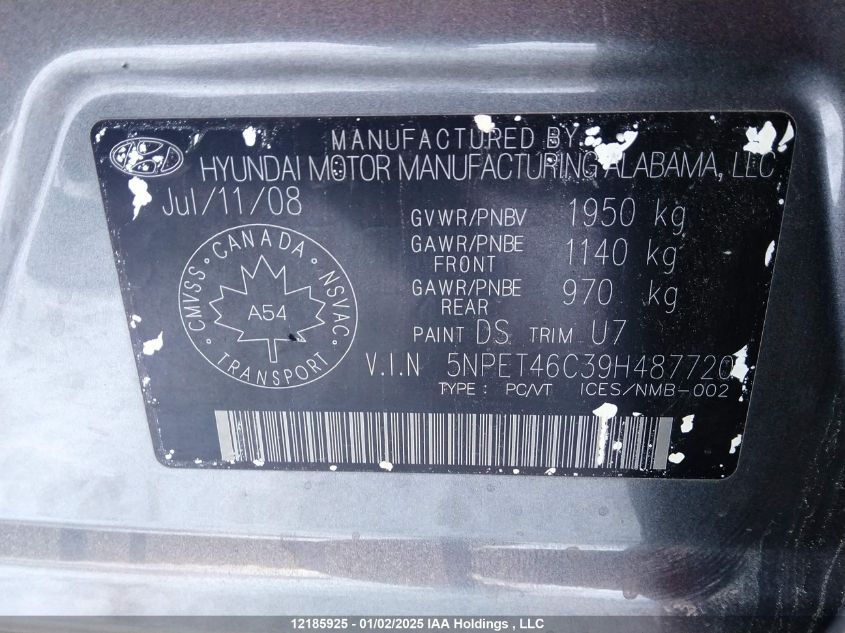 MANUFACTURED BY
HYUNDAI MOTOR MANUFACTURING ALABAMA, LLC
Jul/11/08
GVWR/PNBV 1950 kg
GAWR/PNBE FRONT 1140 kg
GAWR/PNBE REAR 970 kg
PAINT DS TRIM U7
CMVSS · CANADA · NSVAC · TRANSPORT
A54
V.I.N 5NPET46C39H487720
TYPE : PC/VT ICES/NMB-002
12185925 - 01/02/2025 IAA Holdings , LLC